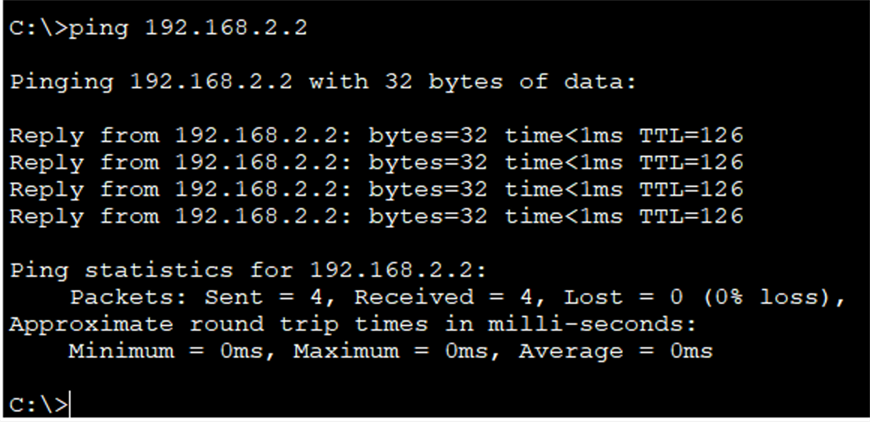 C:\>ping 192.168.2.2
Pinging 192.168.2.2 with 32 bytes of data:
Reply from 192.168.2.2: bytes=32 time<1ms TTL=126
Reply from 192.168.2.2: bytes=32 time<1ms TTL=126
Reply from 192.168.2.2: bytes=32 time<1ms TTL=126
Reply from 192.168.2.2: bytes=32 time<1ms TTL=126
Ping statistics for 192.168.2.2:
Packets: Sent = 4, Received = 4, Lost = 0 (0% loss),
Approximate round trip times in milli-seconds:
Minimum = 0ms, Maximum = 0ms, Average = 0ms
C:\>